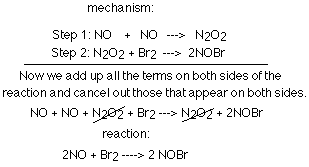 mechanism:
Step 1: NO + NO ---> N2O2
Step 2: N2O2 + Br2 ---> 2NOBr
Now we add up all the terms on both sides of the
reaction and cancel out those that appear on both sides.
NO + NO + N2O2 + Br2 ---> N2O2 + 2NOBr
reaction:
2NO + Br2 ----> 2 NOBr